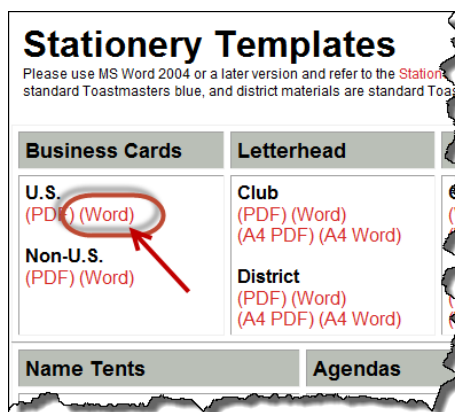 Stationery Templates
Please use MS Word 2004 or a later version and refer to the Station
standard Toastmasters blue, and district materials are standard Toa
Business Cards
U.S.
(PDF) (Word)
Non-U.S.
(PDF) (Word)
Letterhead
Club
(PDF) (Word)
(A4 PDF) (A4 Word)
District
(PDF) (Word)
(A4 PDF) (A4 Word)
Name Tents
Agendas